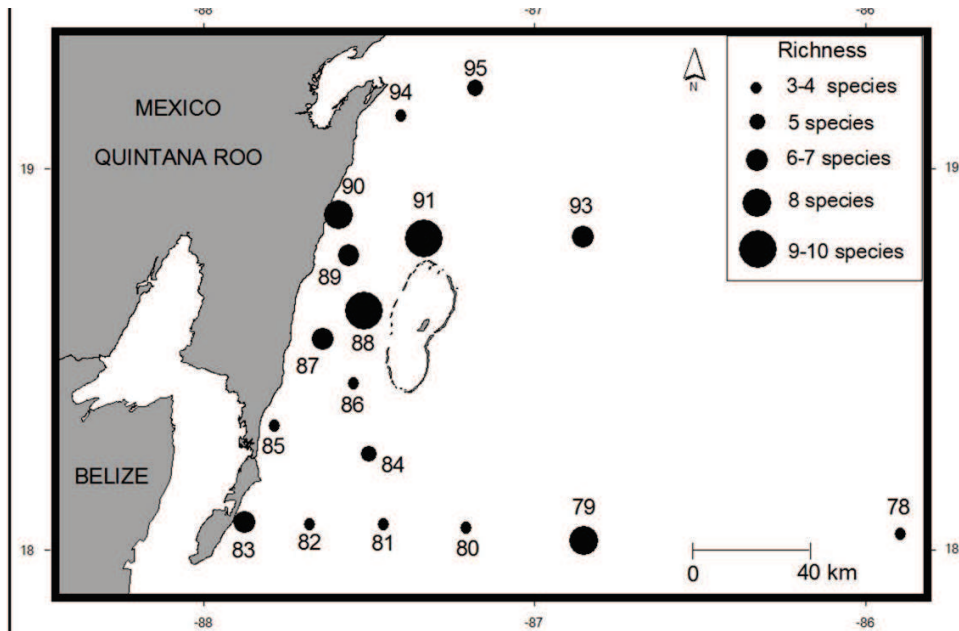 -88 -87 -86
Richness
3-4 species
5 species
6-7 species
8 species
9-10 species
N
MEXICO
QUINTANA ROO
BELIZE
95
94
19 19
90
91
93
89
88
87
86
85
84
79
78
83
82
81
80
18 18
0 40 km
-88 -87 -86